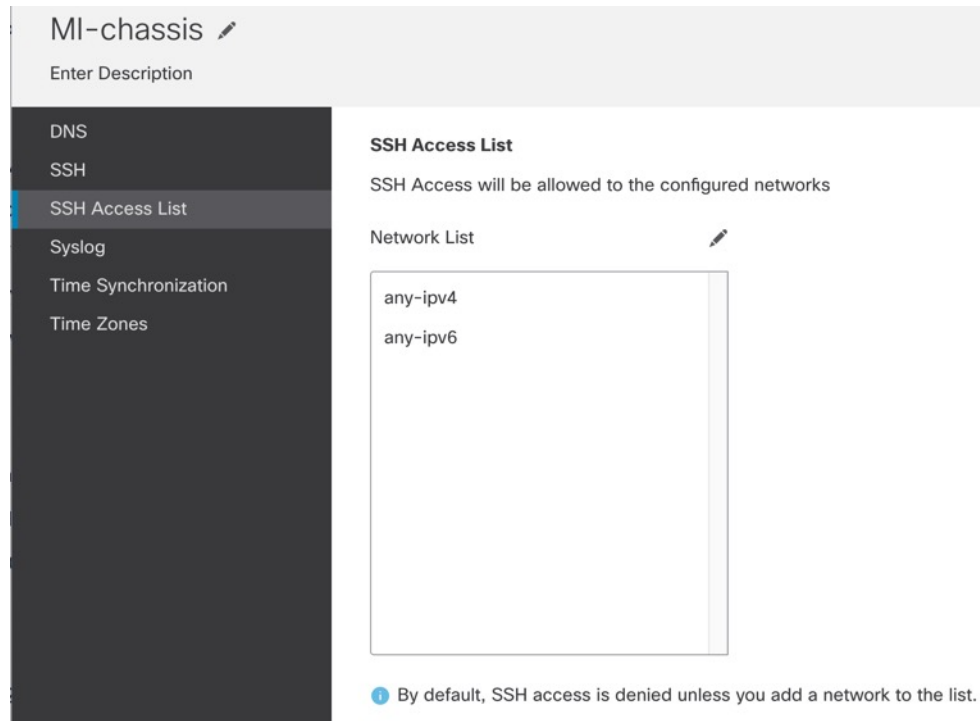 MI-chassis
Enter Description
DNS
SSH
SSH Access List
Syslog
Time Synchronization
Time Zones
SSH Access List
SSH Access will be allowed to the configured networks
Network List
any-ipv4
any-ipv6
By default, SSH access is denied unless you add a network to the list.